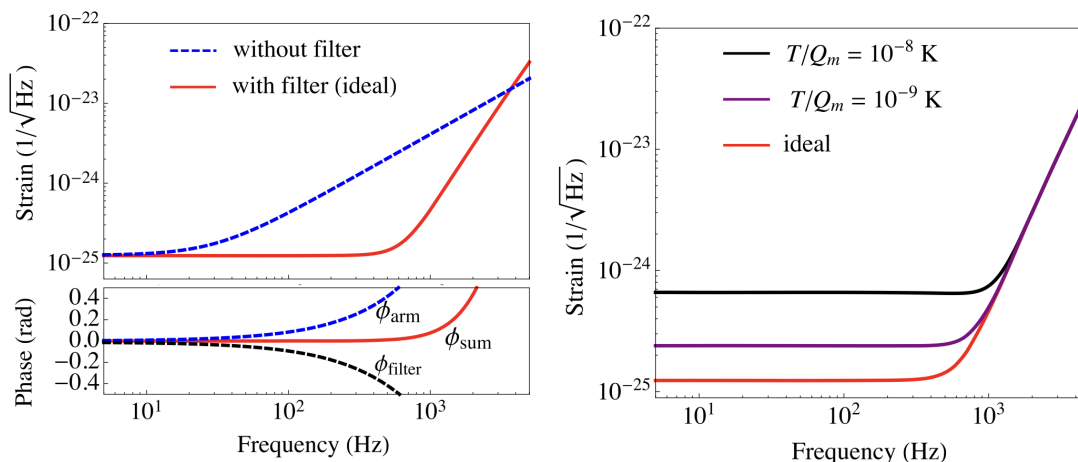 10^{-22}
10^{-23}
10^{-24}
10^{-25}
Strain (1/√Hz)
without filter
with filter (ideal)
0.4
0.2
0.0
−0.2
−0.4
Phase (rad)
ϕ_arm
ϕ_sum
ϕ_filter
10^1
10^2
10^3
Frequency (Hz)
10^{-22}
10^{-23}
10^{-24}
10^{-25}
Strain (1/√Hz)
T/Q_m = 10^{-8} K
T/Q_m = 10^{-9} K
ideal
10^1
10^2
10^3
Frequency (Hz)